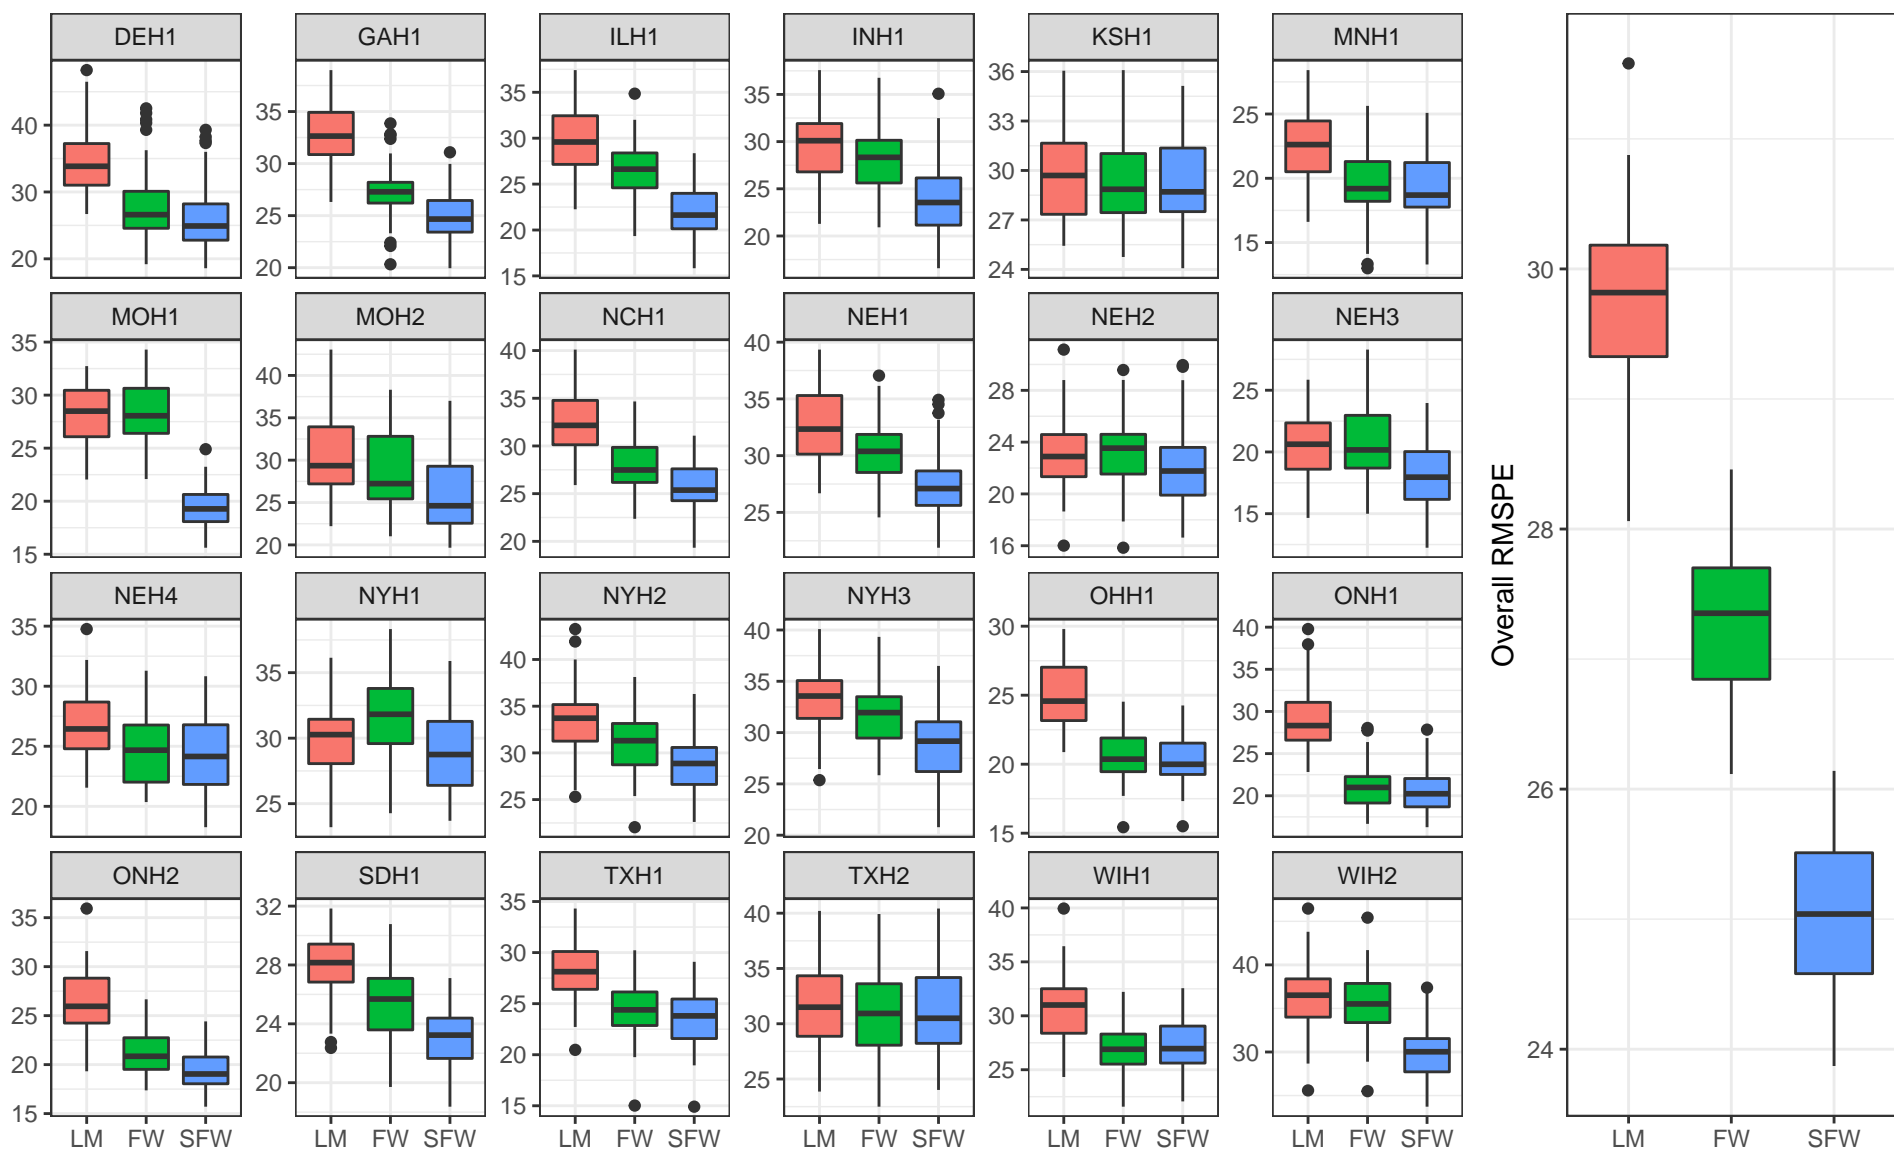 DEH1 GAH1 ILH1 INH1 KSH1 MNH1
40 30 20
35 30 25 20
35 30 25 20 15
35 30 25 20
36 33 30 27 24
25 20 15
MOH1 MOH2 NCH1 NEH1 NEH2 NEH3
35 30 25 20 15
40 35 30 25 20
40 35 30 25 20
40 35 30 25
28 24 20 16
25 20 15
NEH4 NYH1 NYH2 NYH3 OHH1 ONH1
35 30 25 20
35 30 25
40 35 30 25
40 35 30 25 20
30 25 20 15
40 35 30 25 20
ONH2 SDH1 TXH1 TXH2 WIH1 WIH2
35 30 25 20 15
32 28 24 20
35 30 25 20 15
40 35 30 25
40 35 30 25
40 30
LM FW SFW LM FW SFW LM FW SFW LM FW SFW LM FW SFW LM FW SFW
Overall RMSPE
30
28
26
24
LM FW SFW